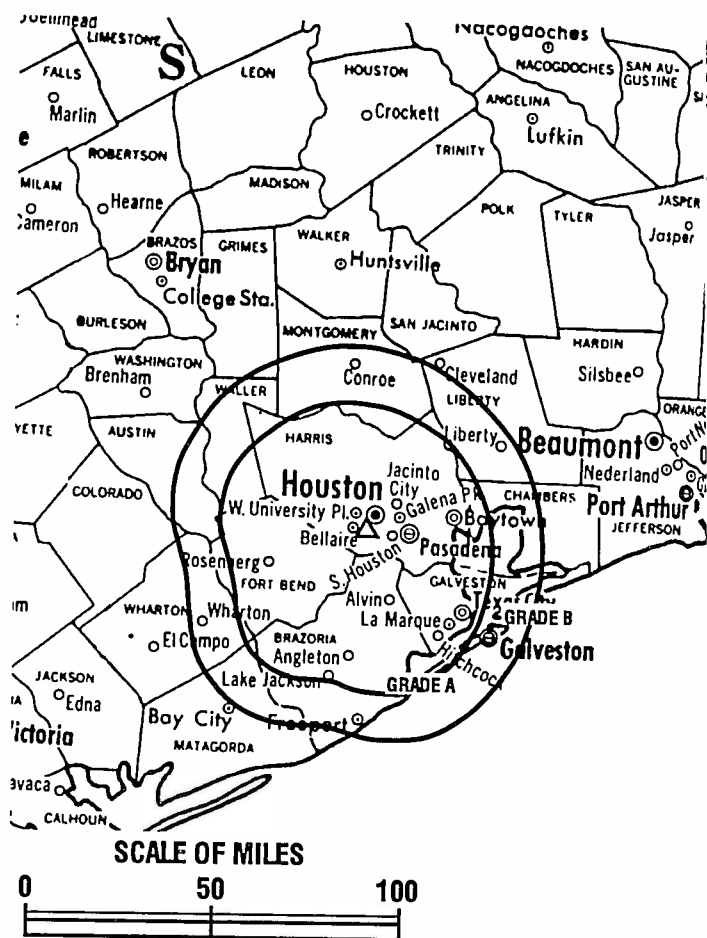 LIMESTONE
S
Nacogdoches
NACOGDOCHES
SAN AU-
GUSTINE
FALLS
Marlin
LEON
HOUSTON
Crockett
ANGELINA
Lufkin
ROBERTSON
TRINITY
MADISON
MILAM
Cameron
Hearne
POLK
TYLER
JASPER
Jasper
BRAZOS
Bryan
College Sta.
GRIMES
WALKER
Huntsville
BURLESON
MONTGOMERY
SAN JACINTO
HARDIN
WASHINGTON
Brenham
Conroe
Cleveland
Silsbee
WALLER
LIBERTY
ORANGE
AUSTIN
HARRIS
Liberty
Beaumont
Nederland
COLORADO
Houston
Jacinto
City
Galena Pk.
CHAMBERS
Port Arthur
W. University Pl.
Baytown
JEFFERSON
Bellaire
Pasadena
S. Houston
Rosenberg
FORT BEND
GALVESTON
Alvin
Texas City
WHARTON
Wharton
La Marque
GRADE B
El Campo
BRAZORIA
Hitchcock
Galveston
Angleton
JACKSON
Edna
Lake Jackson
GRADE A
Bay City
Freeport
Victoria
MATAGORDA
CALHOUN
SCALE OF MILES
0 50 100